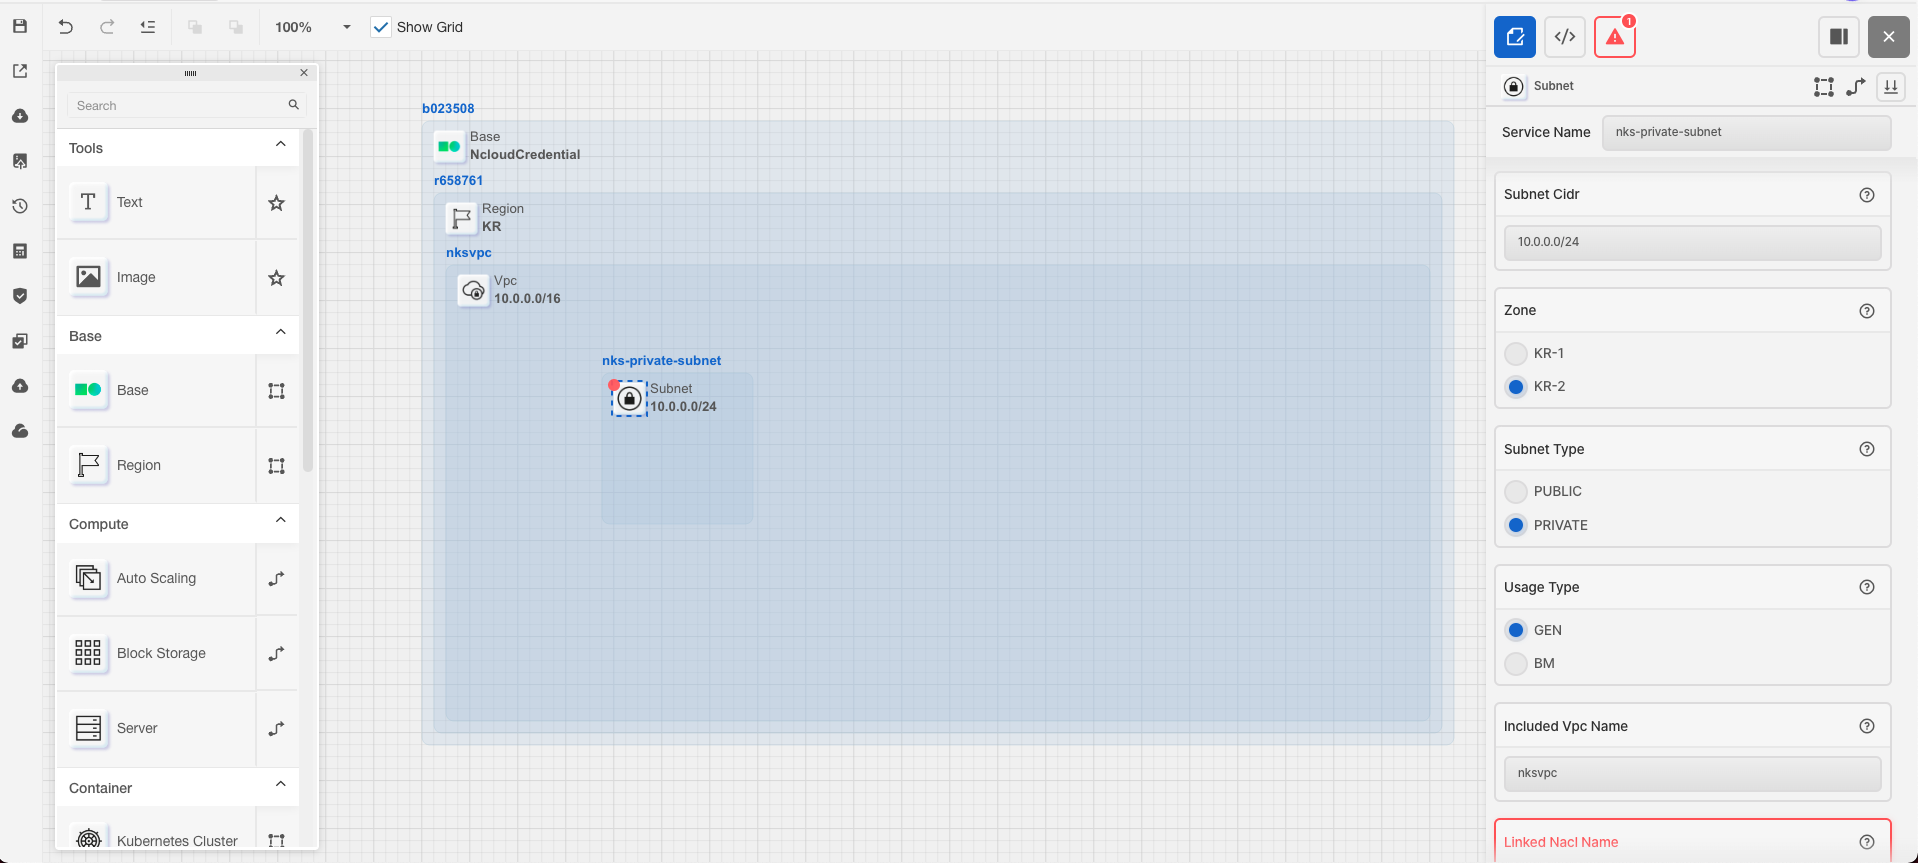 100%
Show Grid
1
Search
Tools
Text
Image
Base
Base
Region
Compute
Auto Scaling
Block Storage
Server
Container
Kubernetes Cluster
b023508
Base
NcloudCredential
r658761
Region
KR
nksvpc
Vpc
10.0.0.0/16
nks-private-subnet
Subnet
10.0.0.0/24
Subnet
Service Name
nks-private-subnet
Subnet Cidr
10.0.0.0/24
Zone
KR-1
KR-2
Subnet Type
PUBLIC
PRIVATE
Usage Type
GEN
BM
Included Vpc Name
nksvpc
Linked Nacl Name